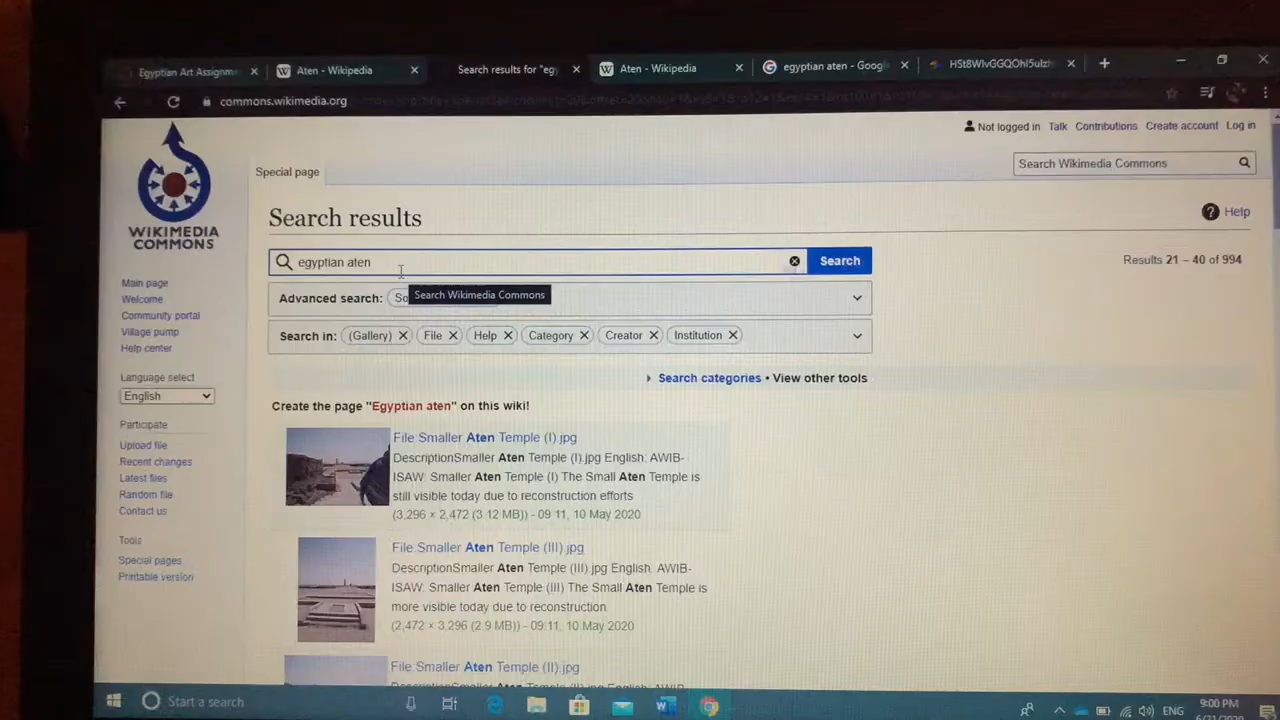 Egyptian Art Assignm
Aten - Wikipedia
Search results for "eg
Aten - Wikipedia
egyptian aten - Goog
commons.wikimedia.org
Not logged in Talk Contributions Create account Log in
Special page
Search Wikimedia Commons
WIKIMEDIA
COMMONS
Search results
Help
egyptian aten
Search
Results 21 – 40 of 994
Advanced search: So
Search Wikimedia Commons
Search in: (Gallery) File Help Category Creator Institution
Search categories • View other tools
Main page
Welcome
Community portal
Village pump
Help center
Language select
English
Participate
Upload file
Recent changes
Latest files
Random file
Contact us
Tools
Special pages
Printable version
Create the page "Egyptian aten" on this wiki!
File:Smaller Aten Temple (I).jpg
DescriptionSmaller Aten Temple (I).jpg English: AWIB-
ISAW: Smaller Aten Temple (I) The Small Aten Temple is
still visible today due to reconstruction efforts
(3,296 × 2,472 (3.12 MB)) - 09:11, 10 May 2020
File:Smaller Aten Temple (III).jpg
DescriptionSmaller Aten Temple (III).jpg English: AWIB-
ISAW: Smaller Aten Temple (III) The Small Aten Temple is
more visible today due to reconstruction
(2,472 × 3,296 (2.9 MB)) - 09:11, 10 May 2020
File:Smaller Aten Temple (II).jpg
Start a search
ENG
9:00 PM